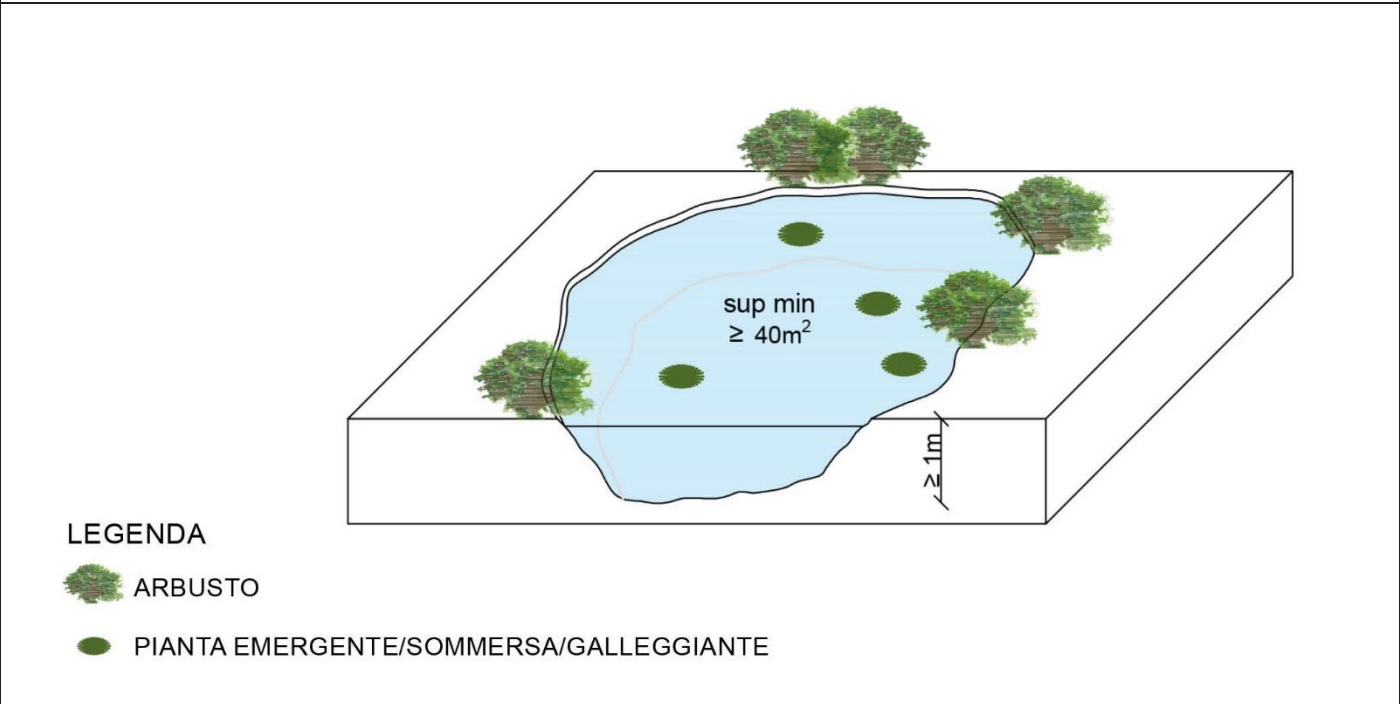 sup min
≥ 40m²
≥ 1m
LEGENDA
ARBUSTO
PIANTA EMERGENTE/SOMMERSA/GALLEGGIANTE